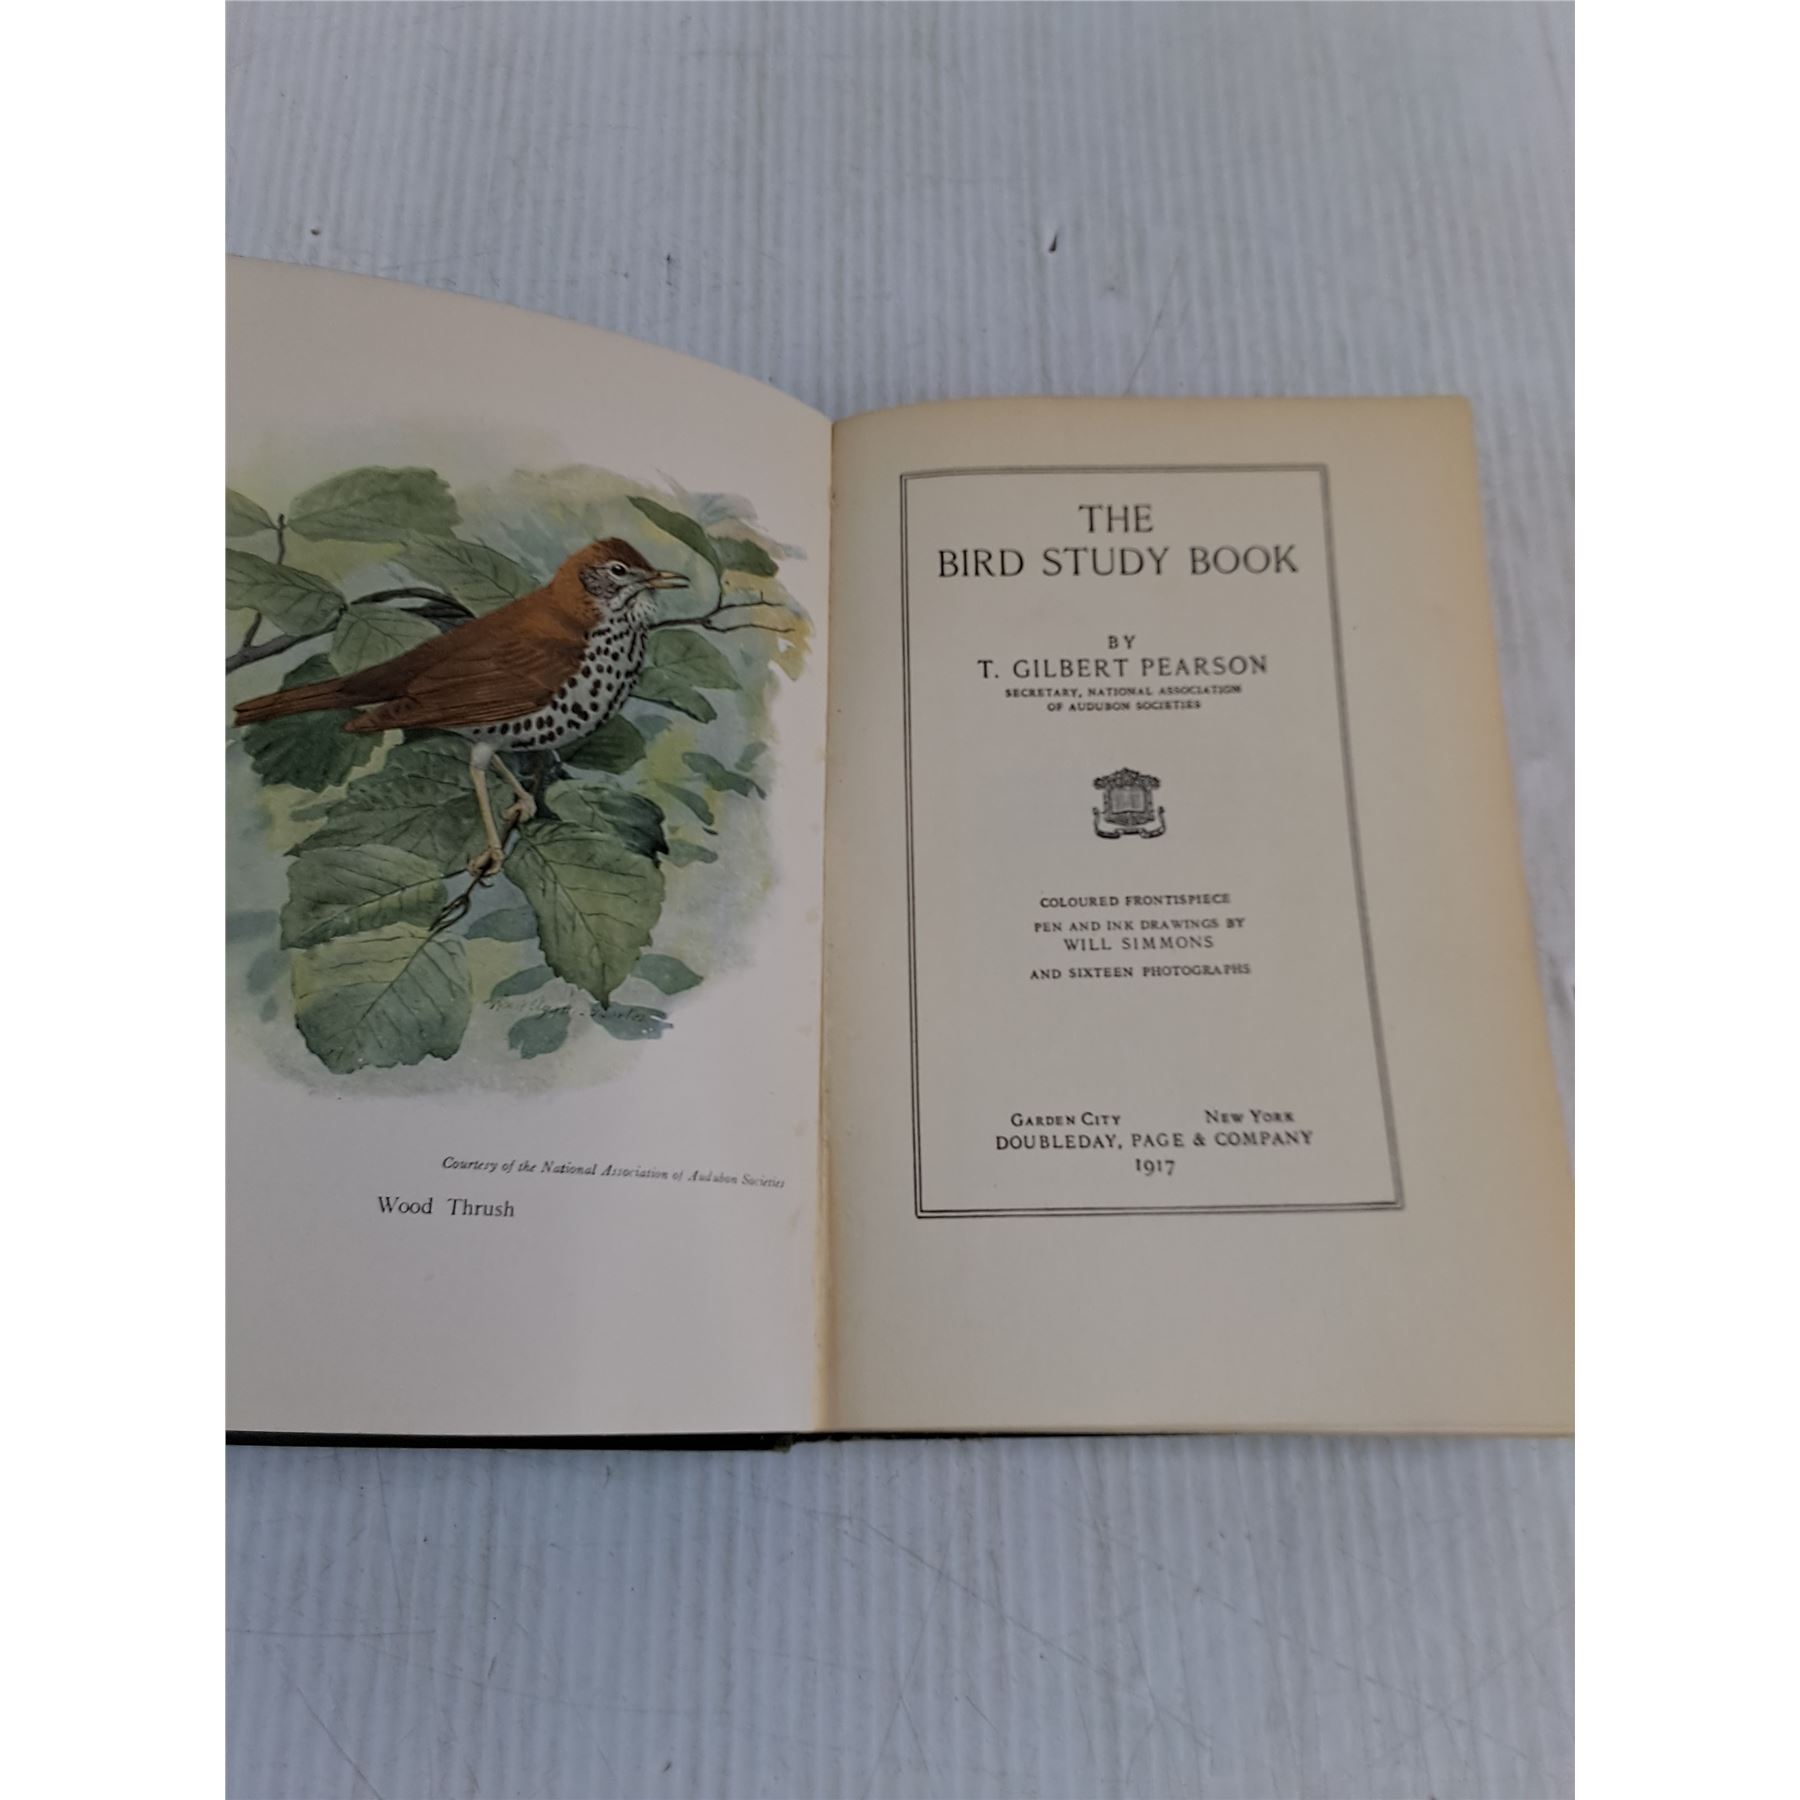 Courtesy of the National Association of Audubon Societies
Wood Thrush
THE
BIRD STUDY BOOK
BY
T. GILBERT PEARSON
SECRETARY, NATIONAL ASSOCIATION
OF AUDUBON SOCIETIES
COLOURED FRONTISPIECE
PEN AND INK DRAWINGS BY
WILL SIMMONS
AND SIXTEEN PHOTOGRAPHS
GARDEN CITY NEW YORK
DOUBLEDAY, PAGE & COMPANY
1917